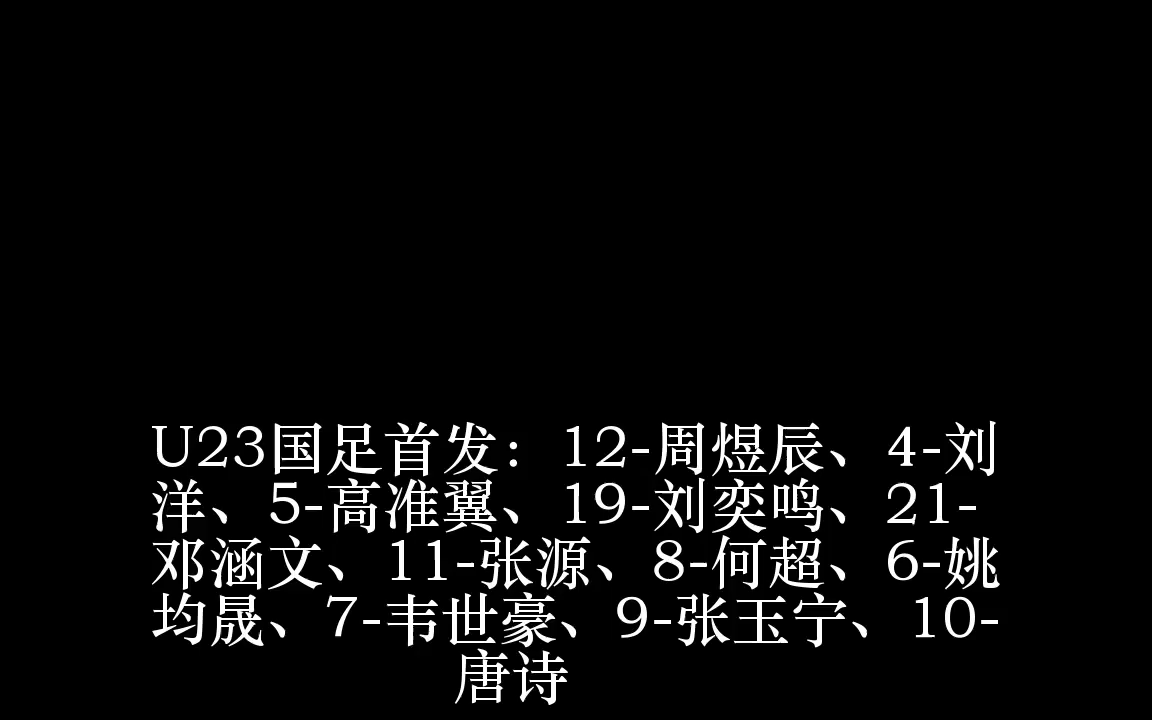 U23国足首发：12-周煜辰、4-刘
洋、5-高准翼、19-刘奕鸣、21-
邓涵文、11-张源、8-何超、6-姚
均晟、7-韦世豪、9-张玉宁、10-
唐诗